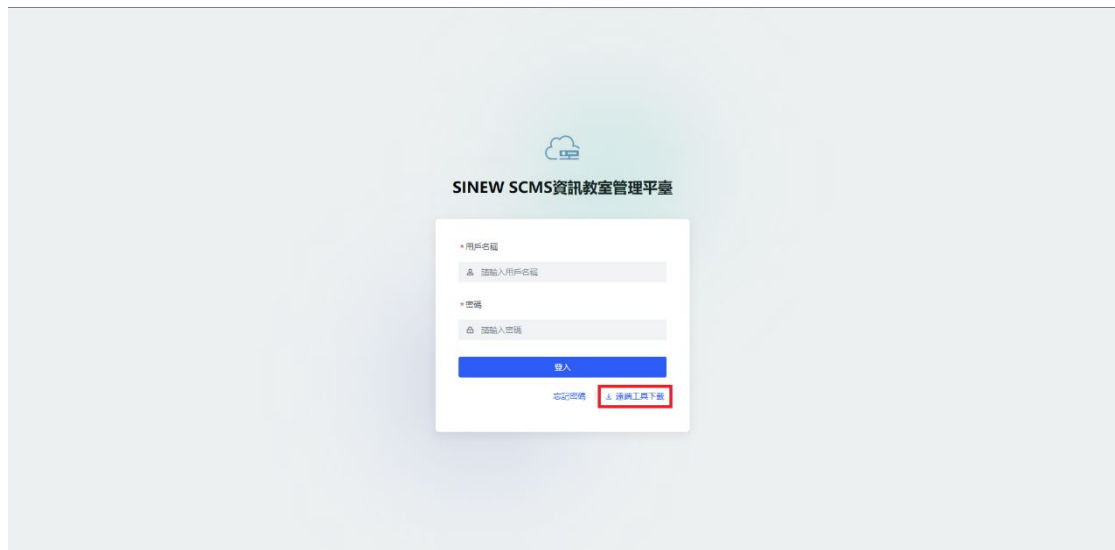 SINEW SCMS資訊教室管理平臺
* 用戶名稱
請輸入用戶名稱
* 密碼
請輸入密碼
登入
忘記密碼 遠端工具下載